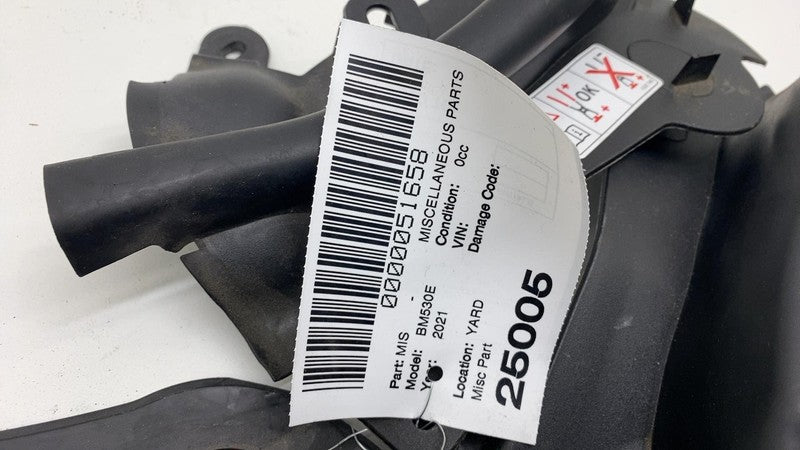 0000051658
Part: MIS - MISCELLANEOUS PARTS
Model: BM530E Condition: 0cc
Year: 2021 VIN:
Damage Code:
Location: YARD
Misc Part
25005
OK